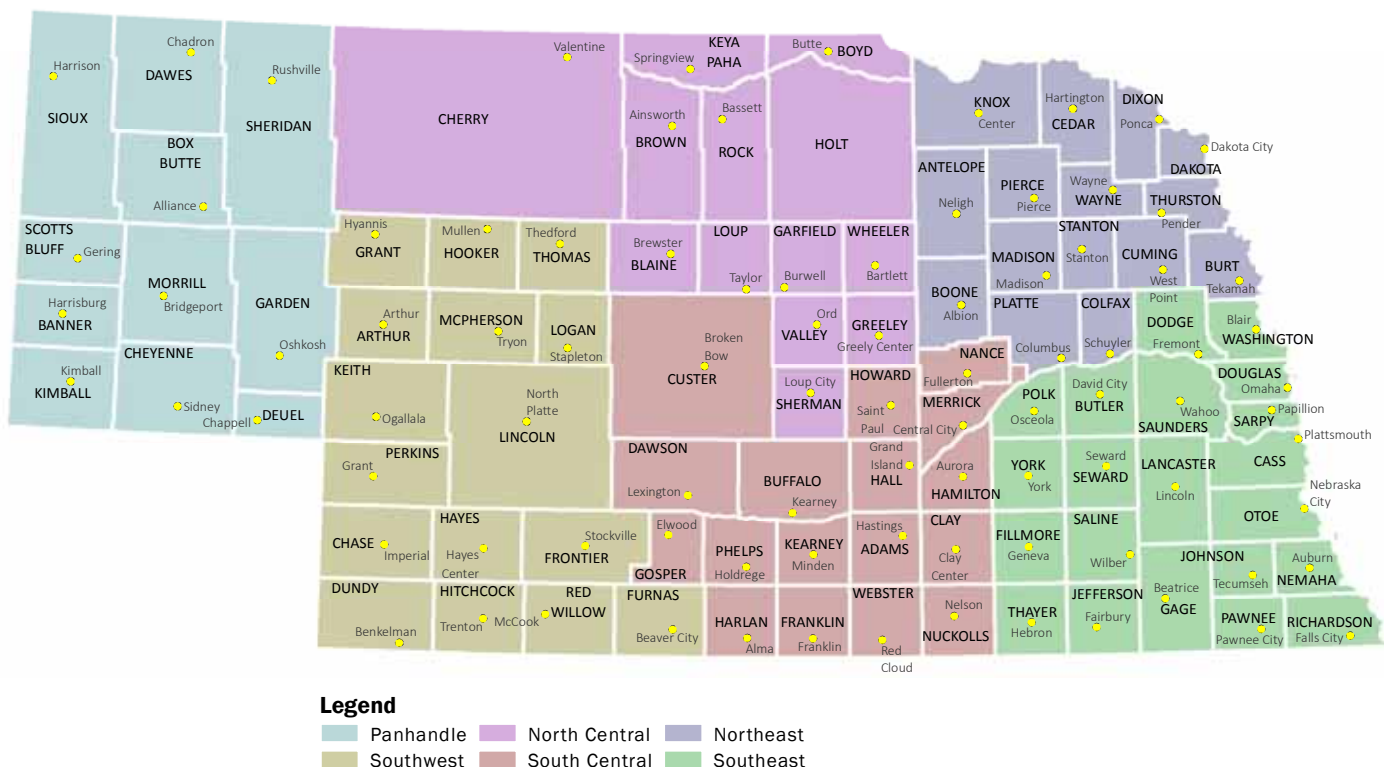 Chadron
DAWES
Harrison
SIOUX
Rushville
SHERIDAN
BOX
BUTTE
Alliance
SCOTTS
BLUFF
Gering
MORRILL
Bridgeport
Harrisburg
BANNER
GARDEN
Oshkosh
CHEYENNE
Kimball
KIMBALL
Sidney
Chappell
DEUEL
Valentine
CHERRY
KEYA
PAHA
Springview
Butte
BOYD
Ainsworth
BROWN
Bassett
ROCK
HOLT
Hyannis
GRANT
Mullen
HOOKER
Thedford
THOMAS
Brewster
BLAINE
LOUP
Taylor
GARFIELD
Burwell
WHEELER
Bartlett
Arthur
ARTHUR
MCPHERSON
Tryon
LOGAN
Stapleton
Broken
Bow
CUSTER
Ord
VALLEY
GREELEY
Greely Center
KEITH
Ogallala
North
Platte
LINCOLN
Loup City
SHERMAN
HOWARD
Saint
Paul
NANCE
Fullerton
MERRICK
Central City
PERKINS
Grant
DAWSON
Lexington
BUFFALO
Kearney
Grand
Island
HALL
Aurora
HAMILTON
CHASE
Imperial
HAYES
Hayes
Center
Stockville
FRONTIER
Elwood
GOSPER
PHELPS
Holdrege
KEARNEY
Minden
Hastings
ADAMS
CLAY
Clay
Center
DUNDY
Benkelman
HITCHCOCK
Trenton
RED
WILLOW
McCook
FURNAS
Beaver City
HARLAN
Alma
FRANKLIN
Franklin
WEBSTER
Red
Cloud
Nelson
NUCKOLLS
KNOX
Center
Hartington
CEDAR
DIXON
Ponca
Dakota City
DAKOTA
ANTELOPE
Neligh
PIERCE
Pierce
Wayne
WAYNE
THURSTON
Pender
MADISON
Madison
STANTON
Stanton
CUMING
West
Point
BURT
Tekamah
BOONE
Albion
PLATTE
Columbus
COLFAX
Schuyler
DODGE
Fremont
Blair
WASHINGTON
DOUGLAS
Omaha
Papillion
SARPY
POLK
Osceola
David City
BUTLER
Wahoo
SAUNDERS
Plattsmouth
CASS
YORK
York
Seward
SEWARD
LANCASTER
Lincoln
Nebraska
City
OTOE
FILLMORE
Geneva
SALINE
Wilber
JOHNSON
Tecumseh
Auburn
NEMAHA
THAYER
Hebron
JEFFERSON
Fairbury
Beatrice
GAGE
PAWNEE
Pawnee City
RICHARDSON
Falls City
Legend
Panhandle North Central Northeast
Southwest South Central Southeast